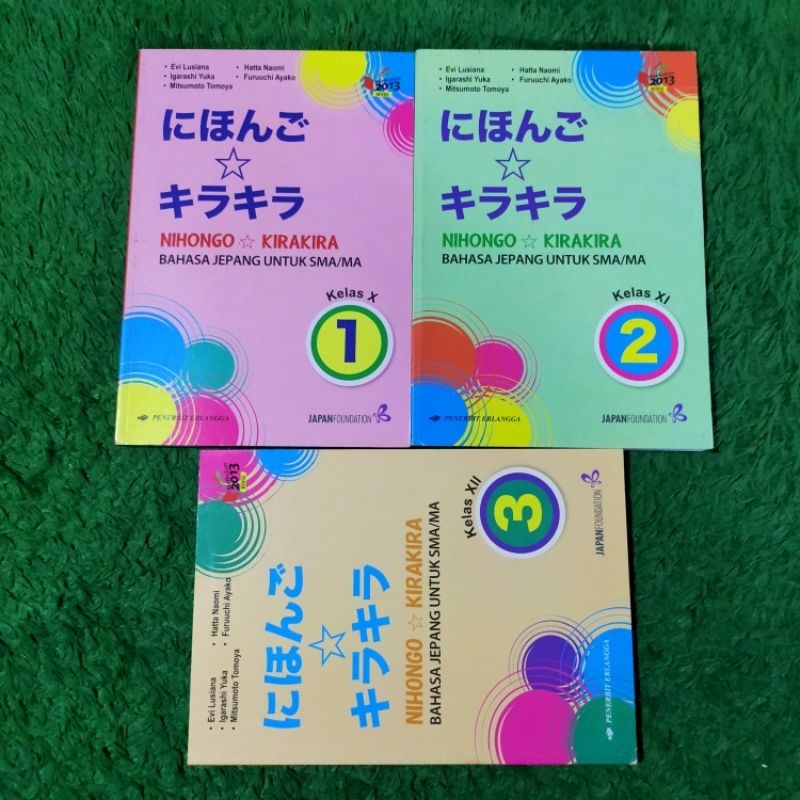 • Evi Lusiana • Hatta Naomi
• Igarashi Yuka • Furuuchi Ayako
• Mitsumoto Tomoya
2013
にほんご
☆
キラキラ
NIHONGO ☆ KIRAKIRA
BAHASA JEPANG UNTUK SMA/MA
Kelas X
1
PENERBIT ERLANGGA
JAPANFOUNDATION
• Evi Lusiana • Hatta Naomi
• Igarashi Yuka • Furuuchi Ayako
• Mitsumoto Tomoya
2013
にほんご
☆
キラキラ
NIHONGO ☆ KIRAKIRA
BAHASA JEPANG UNTUK SMA/MA
Kelas XI
2
PENERBIT ERLANGGA
JAPANFOUNDATION
• Evi Lusiana • Hatta Naomi
• Igarashi Yuka • Furuuchi Ayako
• Mitsumoto Tomoya
2013
にほんご
☆
キラキラ
NIHONGO ☆ KIRAKIRA
BAHASA JEPANG UNTUK SMA/MA
Kelas XII
3
PENERBIT ERLANGGA
JAPANFOUNDATION